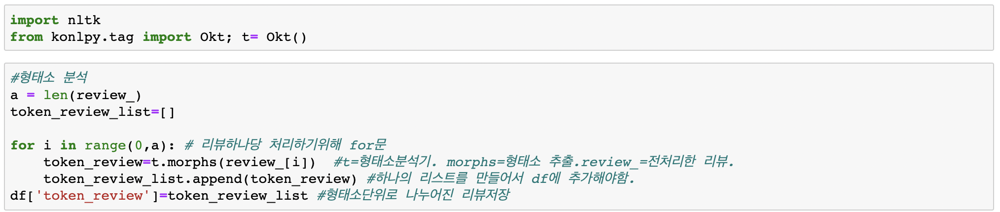 import nltk
from konlpy.tag import Okt; t= Okt()
#형태소 분석
a = len(review_)
token_review_list=[]
for i in range(0,a): # 리뷰하나당 처리하기위해 for문
    token_review=t.morphs(review_[i])  #t=형태소분석기. morphs=형태소 추출.review_=전처리한 리뷰.
    token_review_list.append(token_review) #하나의 리스트를 만들어서 df에 추가해야함.
df['token_review']=token_review_list #형태소단위로 나누어진 리뷰저장